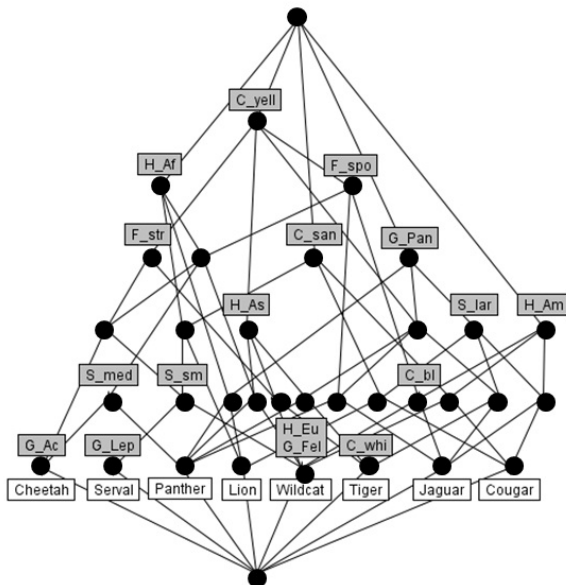 C_yell
H_Af
F_spo
F_str
C_san
G_Pan
H_As
S_lar
H_Am
S_med
S_sm
C_bl
H_Eu
G_Fel
G_Ac
G_Lep
C_whi
Cheetah
Serval
Panther
Lion
Wildcat
Tiger
Jaguar
Cougar